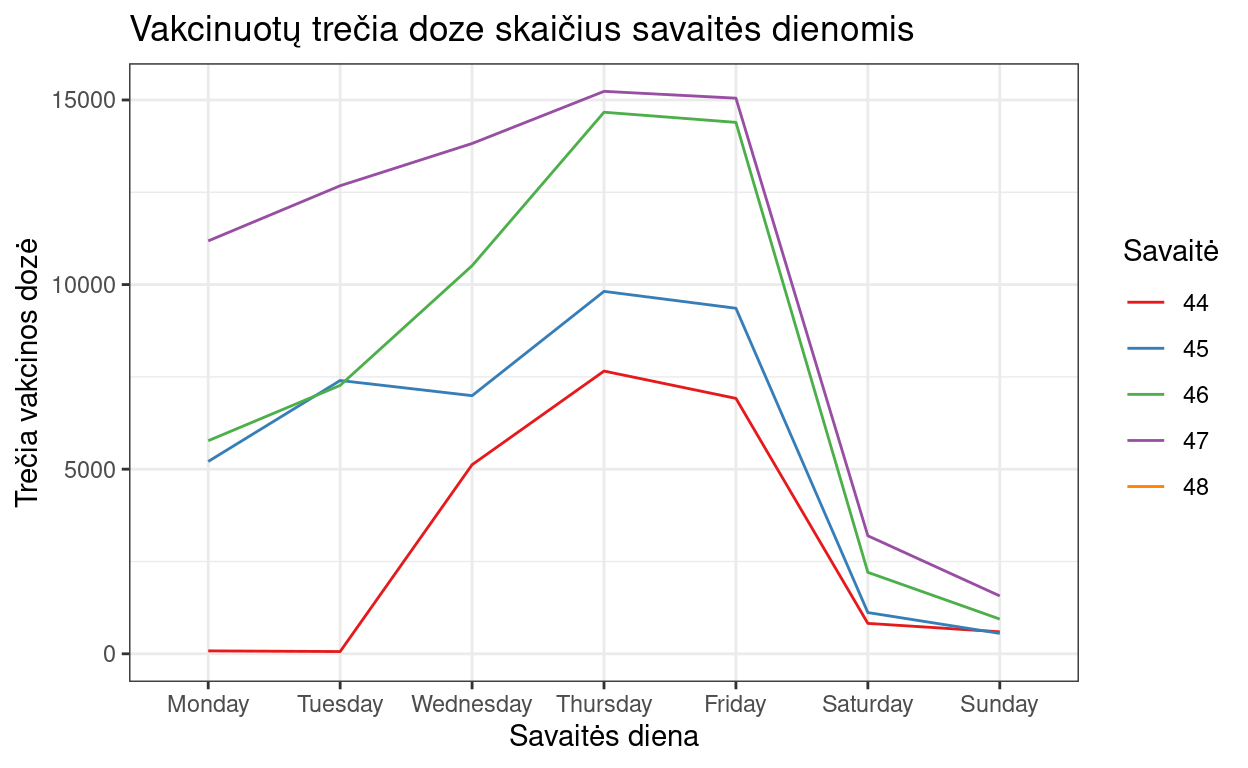 Vakcinuotų trečia doze skaičius savaitės dienomis
Trečia vakcinos dozė
15000
10000
5000
0
Monday
Tuesday
Wednesday
Thursday
Friday
Saturday
Sunday
Savaitės diena
Savaitė
44
45
46
47
48